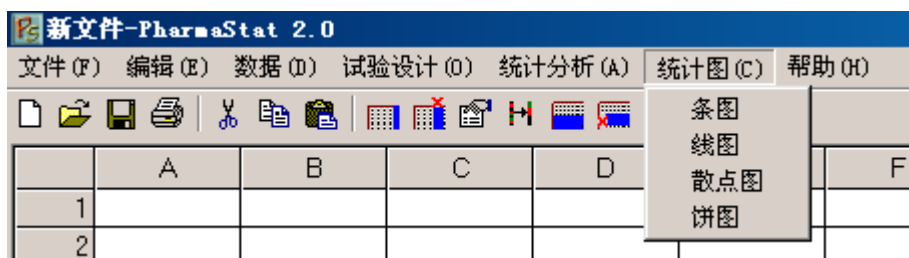 新文件-PharmaStat 2.0
文件(F) 编辑(E) 数据(D) 试验设计(O) 统计分析(A) 统计图(C) 帮助(H)
条图
线图
散点图
饼图
A B C D F
1
2